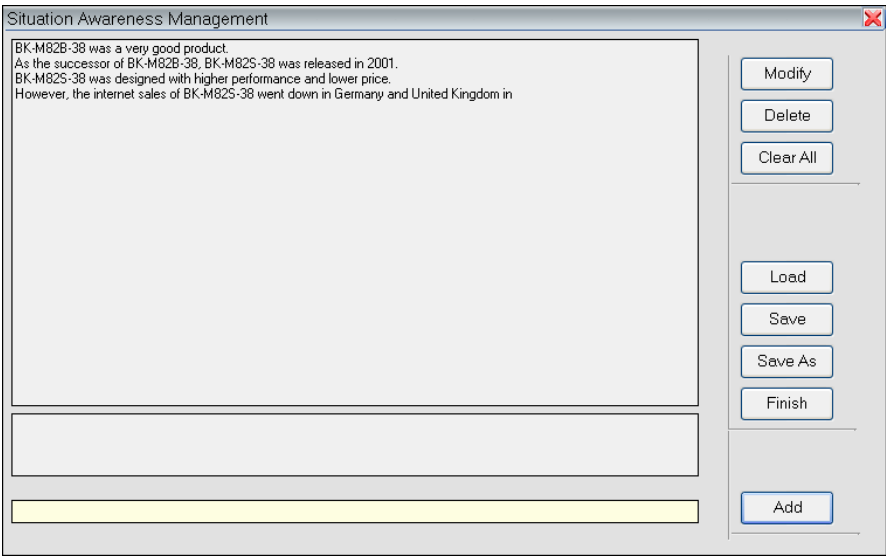 Situation Awareness Management
BK-M82B-38 was a very good product.
As the successor of BK-M82B-38, BK-M82S-38 was released in 2001.
BK-M82S-38 was designed with higher performance and lower price.
However, the internet sales of BK-M82S-38 went down in Germany and United Kingdom in
Modify
Delete
Clear All
Load
Save
Save As
Finish
Add